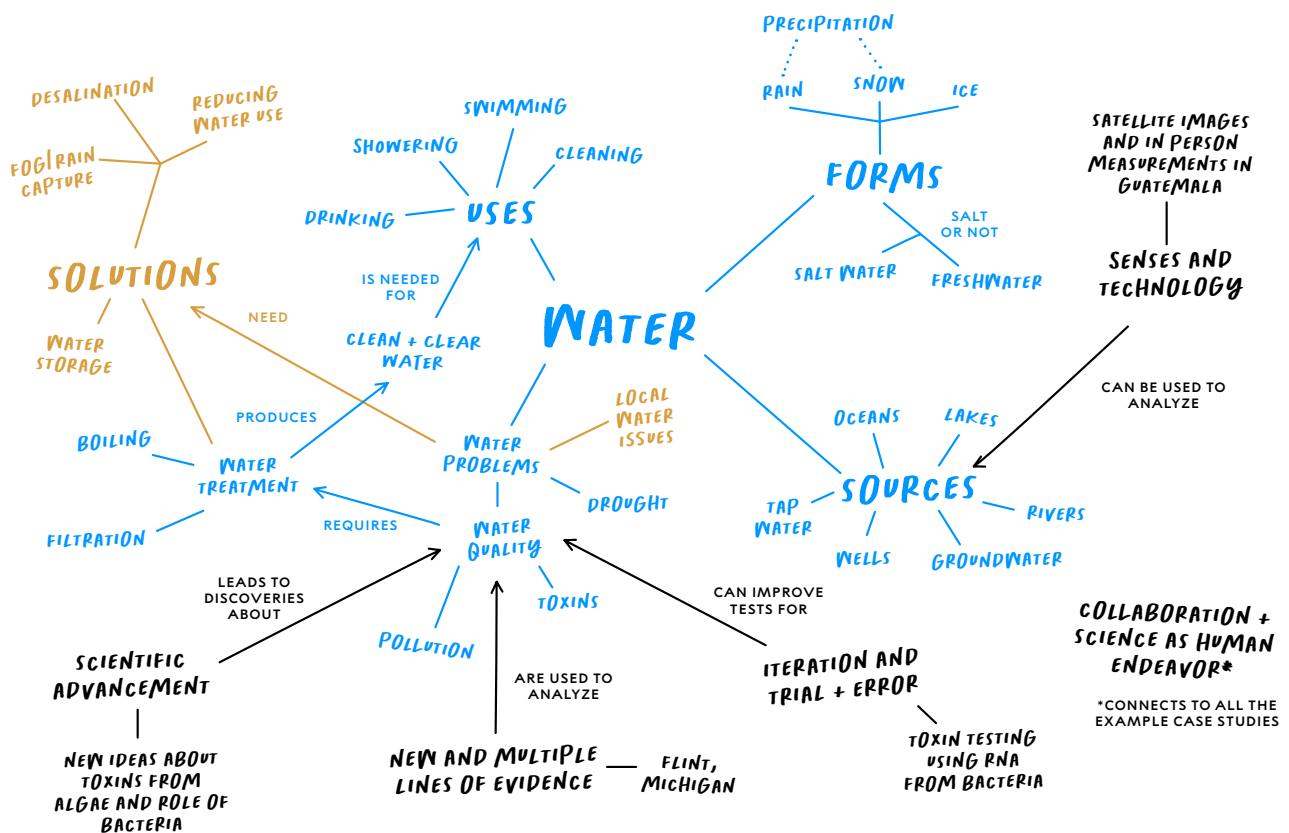 PRECIPITATION
RAIN
SNOW
ICE
FORMS
SALT
OR NOT
SALT WATER
FRESHWATER
DESALINATION
REDUCING
WATER USE
FOG/RAIN
CAPTURE
SOLUTIONS
WATER
STORAGE
NEED
SWIMMING
SHOWERING
CLEANING
DRINKING
USES
IS NEEDED
FOR
CLEAN + CLEAR
WATER
WATER
SATELLITE IMAGES
AND IN PERSON
MEASUREMENTS IN
GUATEMALA
SENSES AND
TECHNOLOGY
CAN BE USED TO
ANALYZE
PRODUCES
BOILING
WATER
TREATMENT
FILTRATION
REQUIRES
LOCAL
WATER
ISSUES
WATER
PROBLEMS
DROUGHT
WATER
QUALITY
TOXINS
POLLUTION
OCEANS
LAKES
SOURCES
TAP
WATER
WELLS
GROUNDWATER
RIVERS
LEADS TO
DISCOVERIES
ABOUT
SCIENTIFIC
ADVANCEMENT
NEW IDEAS ABOUT
TOXINS FROM
ALGAE AND ROLE OF
BACTERIA
ARE USED TO
ANALYZE
NEW AND MULTIPLE
LINES OF EVIDENCE
FLINT,
MICHIGAN
CAN IMPROVE
TESTS FOR
ITERATION AND
TRIAL + ERROR
TOXIN TESTING
USING RNA
FROM BACTERIA
COLLABORATION +
SCIENCE AS HUMAN
ENDEAVOR*
*CONNECTS TO ALL THE
EXAMPLE CASE STUDIES